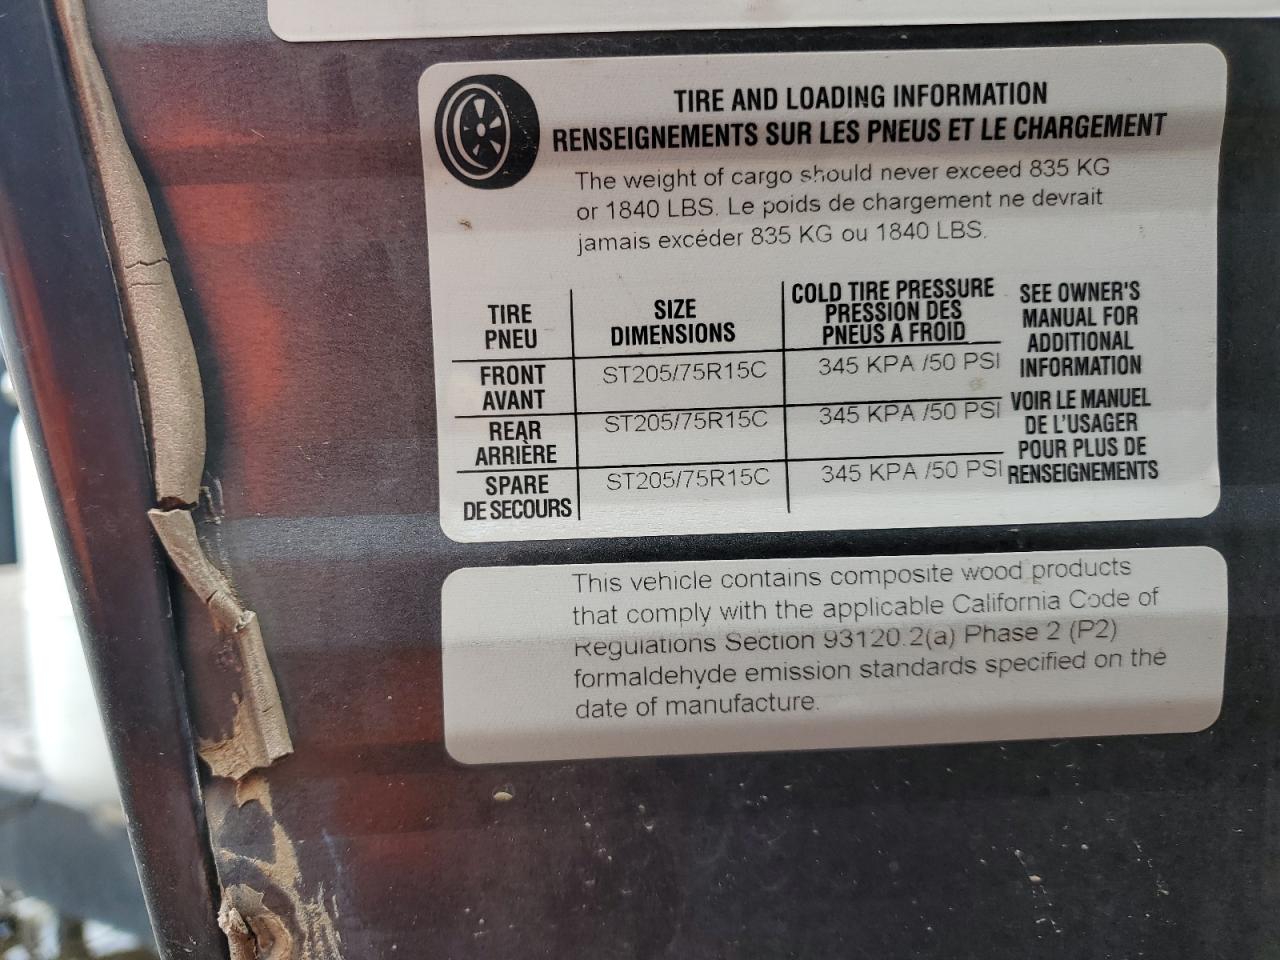 TIRE AND LOADING INFORMATION
RENSEIGNEMENTS SUR LES PNEUS ET LE CHARGEMENT
The weight of cargo should never exceed 835 KG
or 1840 LBS. Le poids de chargement ne devrait
jamais excéder 835 KG ou 1840 LBS.
TIRE
PNEU
SIZE
DIMENSIONS
COLD TIRE PRESSURE
PRESSION DES
PNEUS A FROID
FRONT
AVANT
ST205/75R15C
345 KPA /50 PSI
REAR
ARRIÈRE
ST205/75R15C
345 KPA /50 PSI
SPARE
DE SECOURS
ST205/75R15C
345 KPA /50 PSI
SEE OWNER'S
MANUAL FOR
ADDITIONAL
INFORMATION
VOIR LE MANUEL
DE L'USAGER
POUR PLUS DE
RENSEIGNEMENTS
This vehicle contains composite wood products
that comply with the applicable California Code of
Regulations Section 93120.2(a) Phase 2 (P2)
formaldehyde emission standards specified on the
date of manufacture.